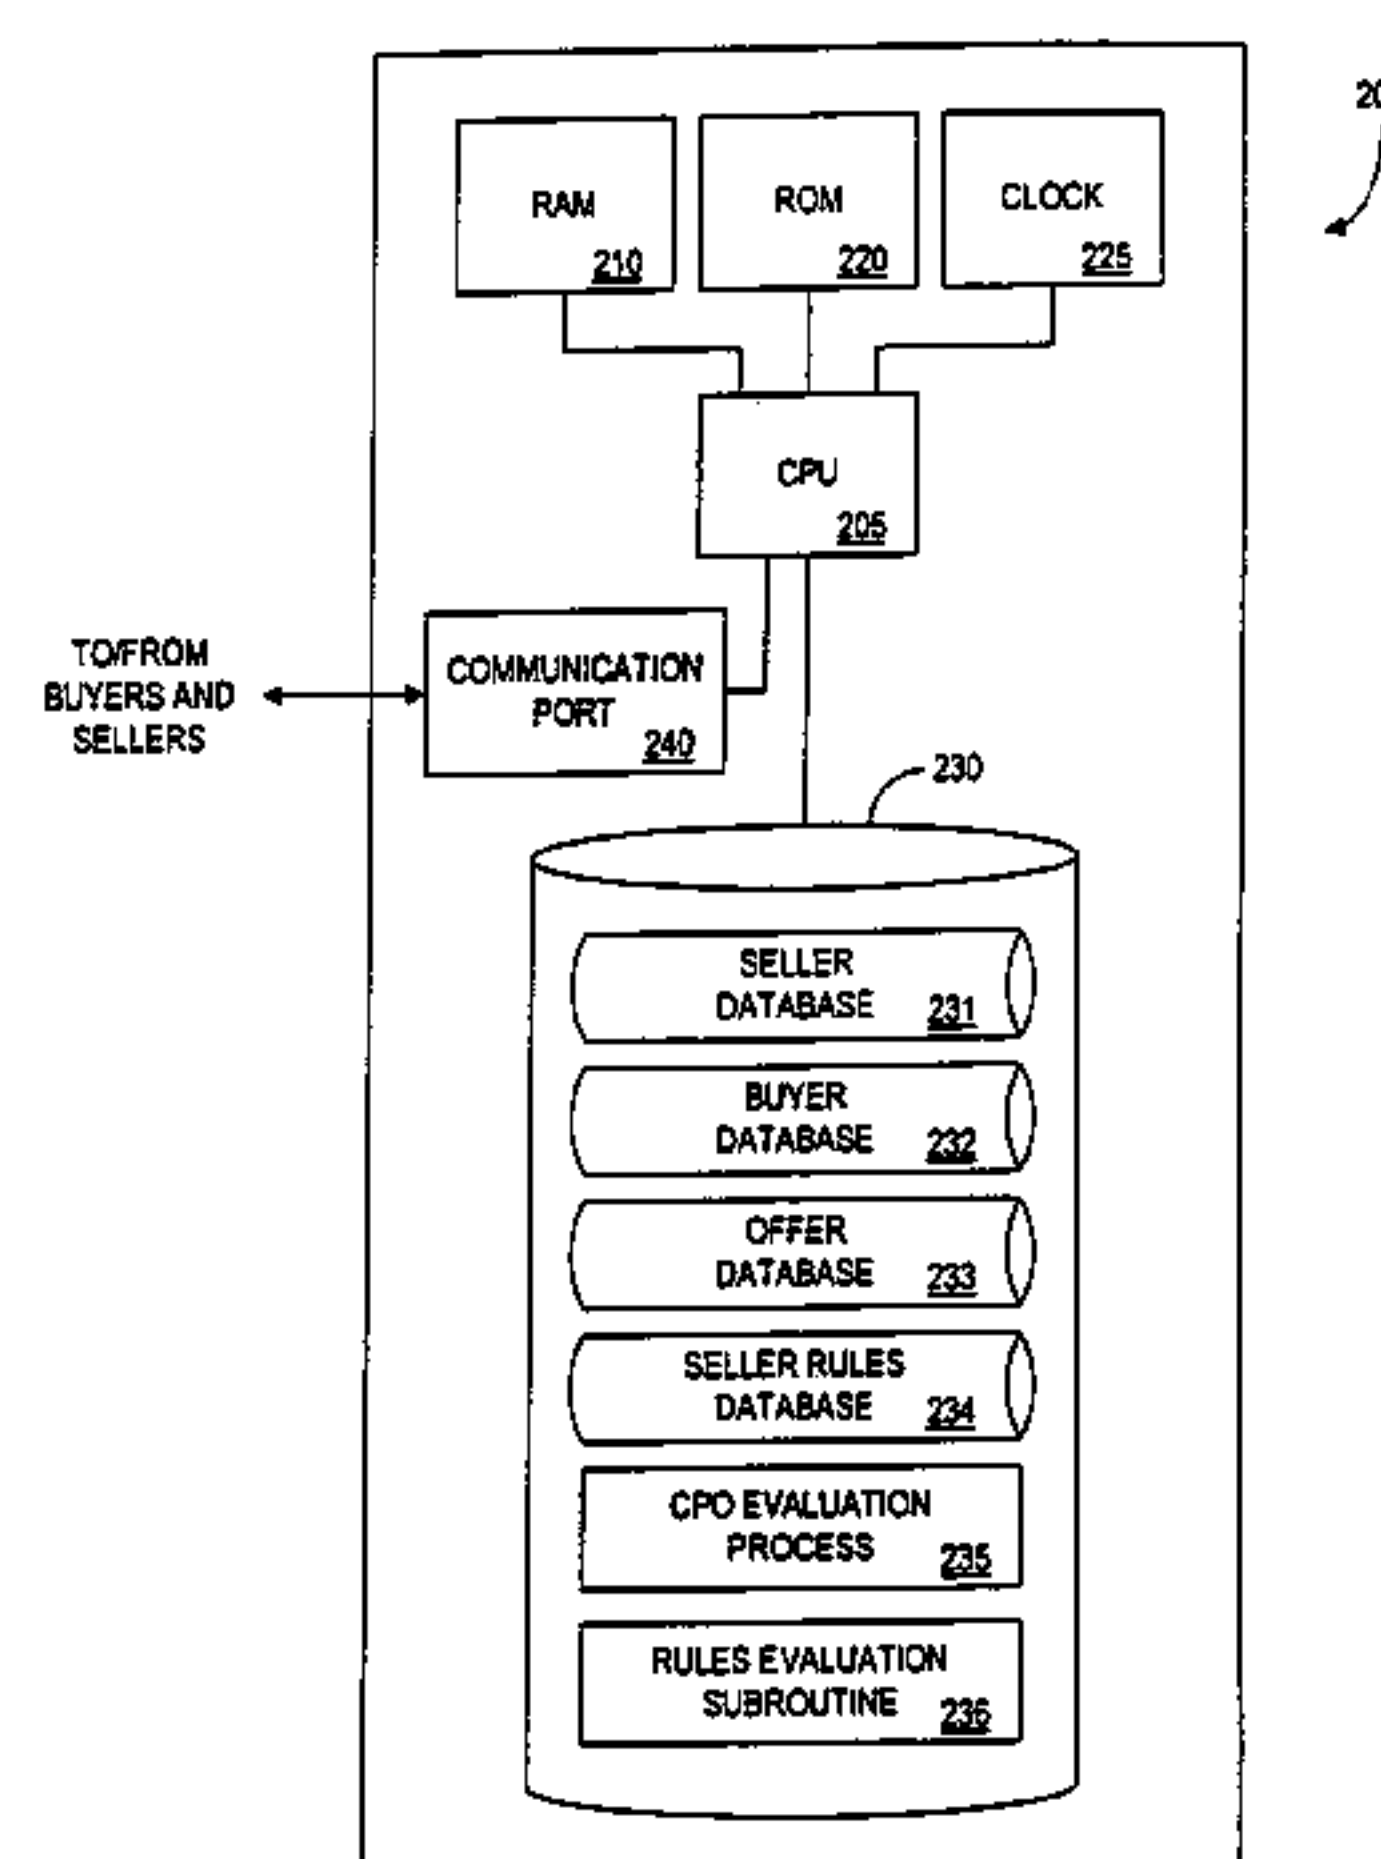 RAM
210
ROM
220
CLOCK
225
CPU
205
TO/FROM
BUYERS AND
SELLERS
COMMUNICATION
PORT
240
230
SELLER
DATABASE 231
BUYER
DATABASE 232
OFFER
DATABASE 233
SELLER RULES
DATABASE 234
CPO EVALUATION
PROCESS 235
RULES EVALUATION
SUBROUTINE 236